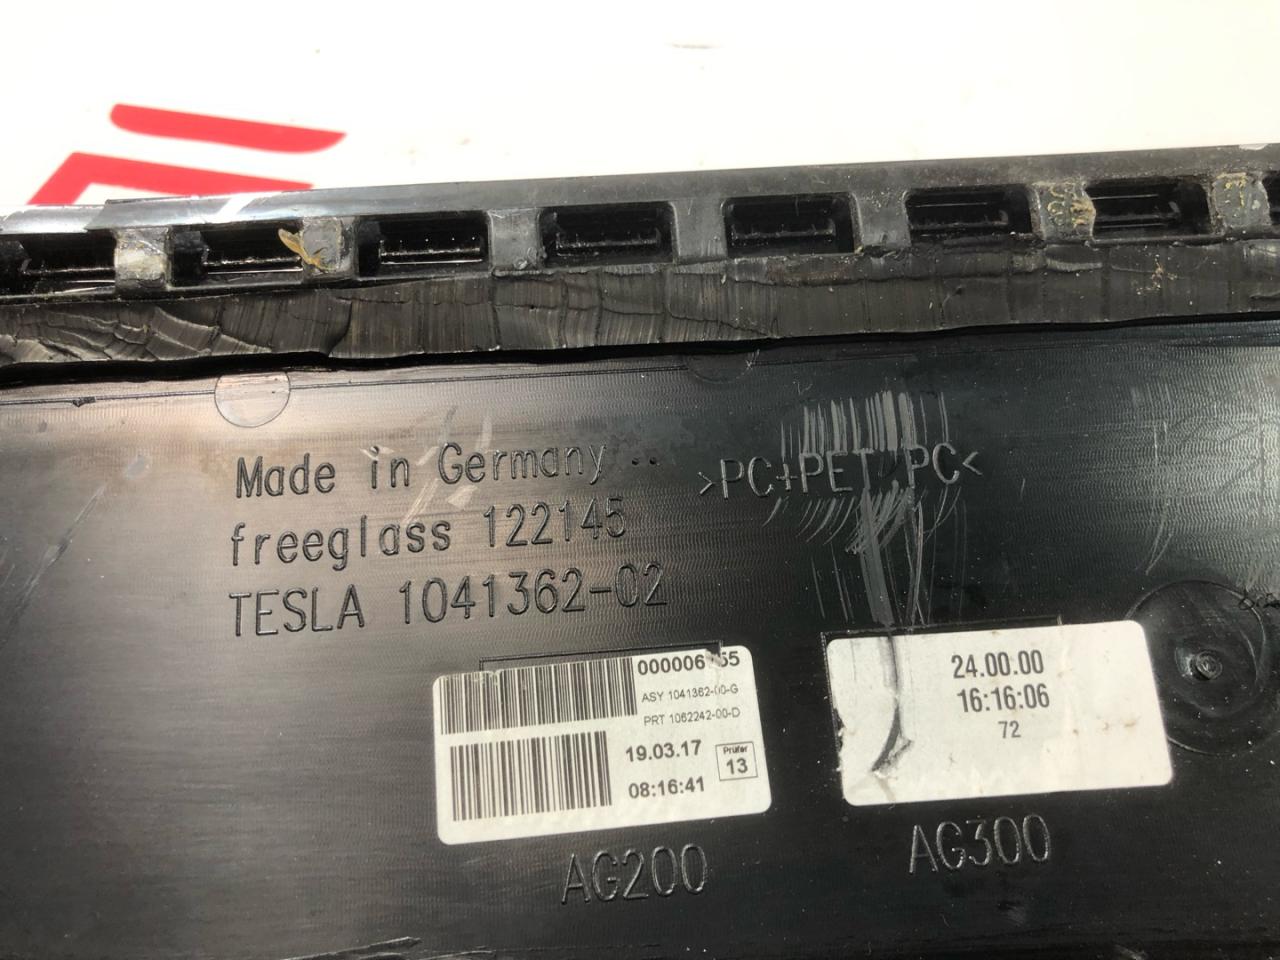 Made in Germany
>PC+PET/PC<
freeglass 122145
TESLA 1041362-02
ASY 1041362-00-G
PRT 1062242-00-D
19.03.17
Prüfer
13
08:16:41
24.00.00
16:16:06
72
AG200
AG300